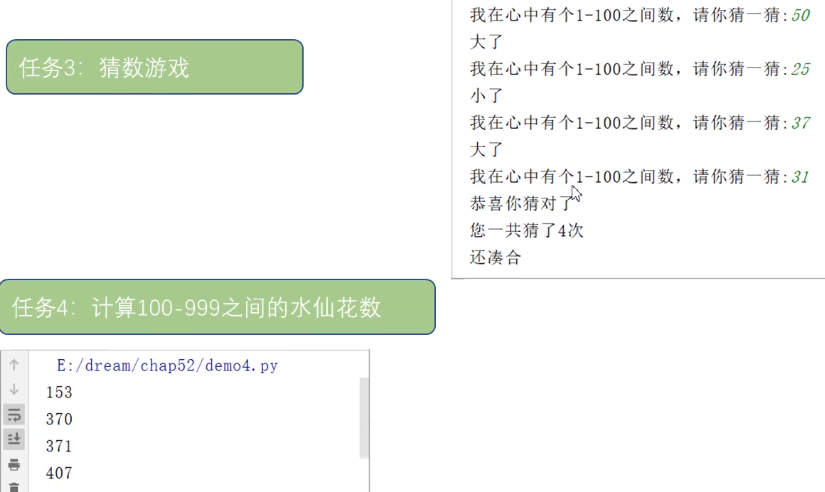 任务3：猜数游戏
我在心中有个1-100之间数，请你猜一猜:50
大了
我在心中有个1-100之间数，请你猜一猜:25
小了
我在心中有个1-100之间数，请你猜一猜:37
大了
我在心中有个1-100之间数，请你猜一猜:31
恭喜你猜对了
您一共猜了4次
还凑合
任务4：计算100-999之间的水仙花数
E:/dream/chap52/demo4.py
153
370
371
407